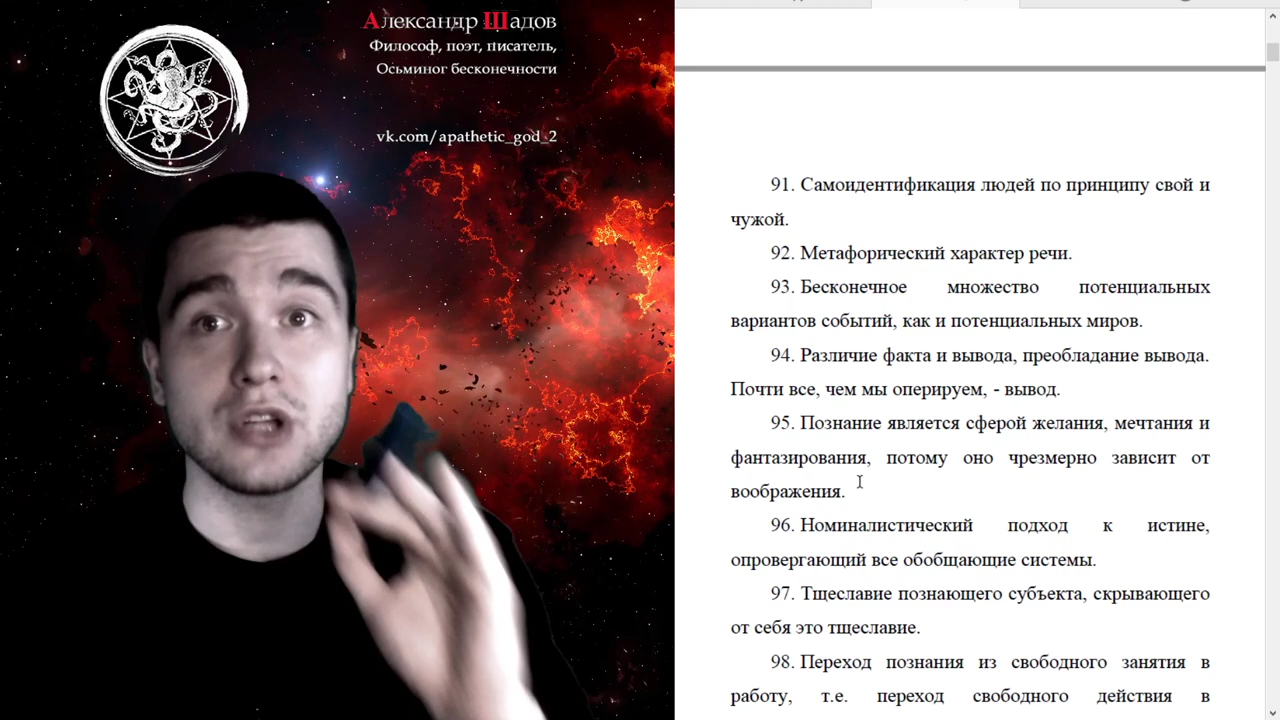 Александр Шадов
Философ, поэт, писатель,
Осьминог бесконечности
vk.com/apathetic_god_2
91. Самоидентификация людей по принципу свой и
чужой.
92. Метафорический характер речи.
93. Бесконечное множество потенциальных
вариантов событий, как и потенциальных миров.
94. Различие факта и вывода, преобладание вывода.
Почти все, чем мы оперируем, - вывод.
95. Познание является сферой желания, мечтания и
фантазирования, потому оно чрезмерно зависит от
воображения.
96. Номиналистический подход к истине,
опровергающий все обобщающие системы.
97. Тщеславие познающего субъекта, скрывающего
от себя это тщеславие.
98. Переход познания из свободного занятия в
работу, т.е. переход свободного действия в